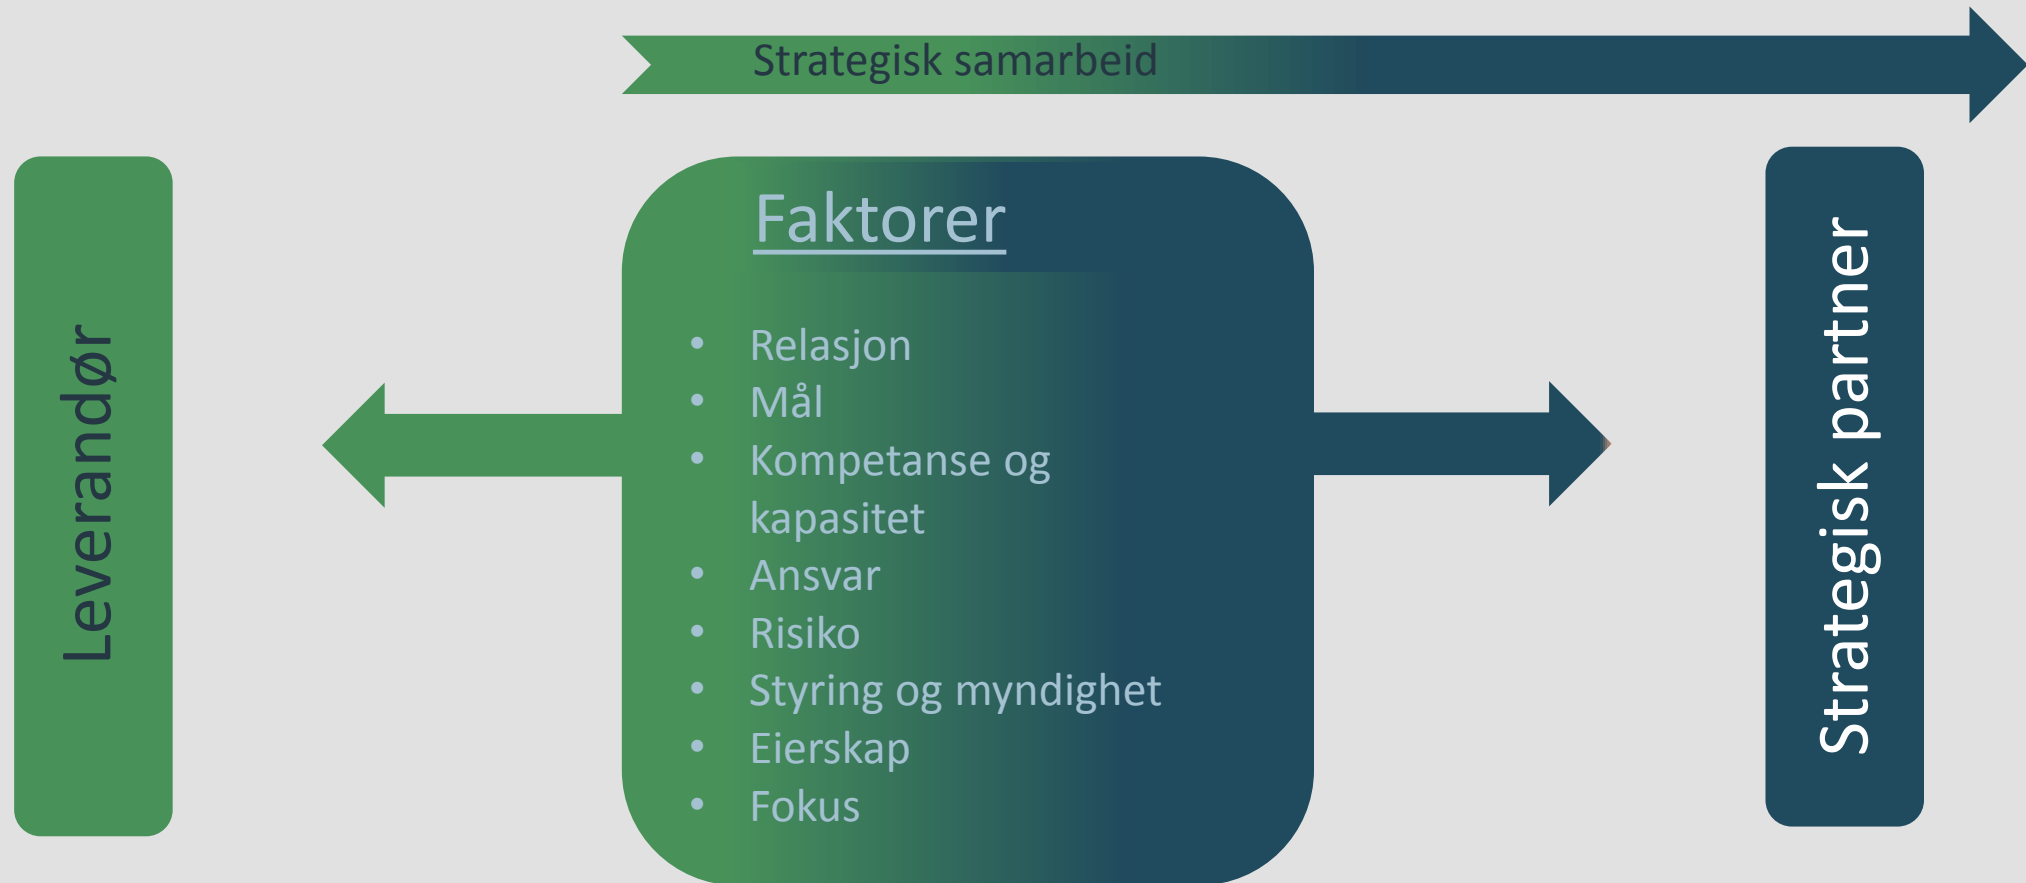 Strategisk samarbeid
Leverandør
Faktorer
• Relasjon
• Mål
• Kompetanse og
kapasitet
• Ansvar
• Risiko
• Styring og myndighet
• Eierskap
• Fokus
Strategisk partner